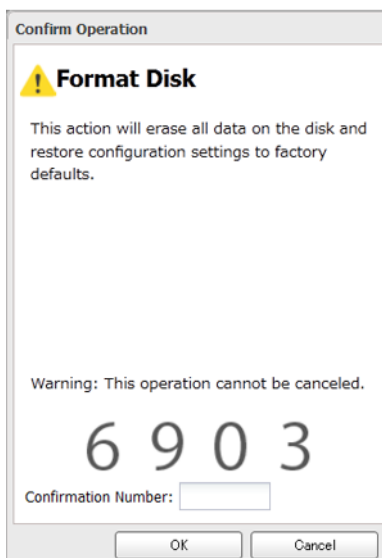 Confirm Operation
Format Disk
This action will erase all data on the disk and
restore configuration settings to factory
defaults.
Warning: This operation cannot be canceled.
6 9 0 3
Confirmation Number:
OK Cancel